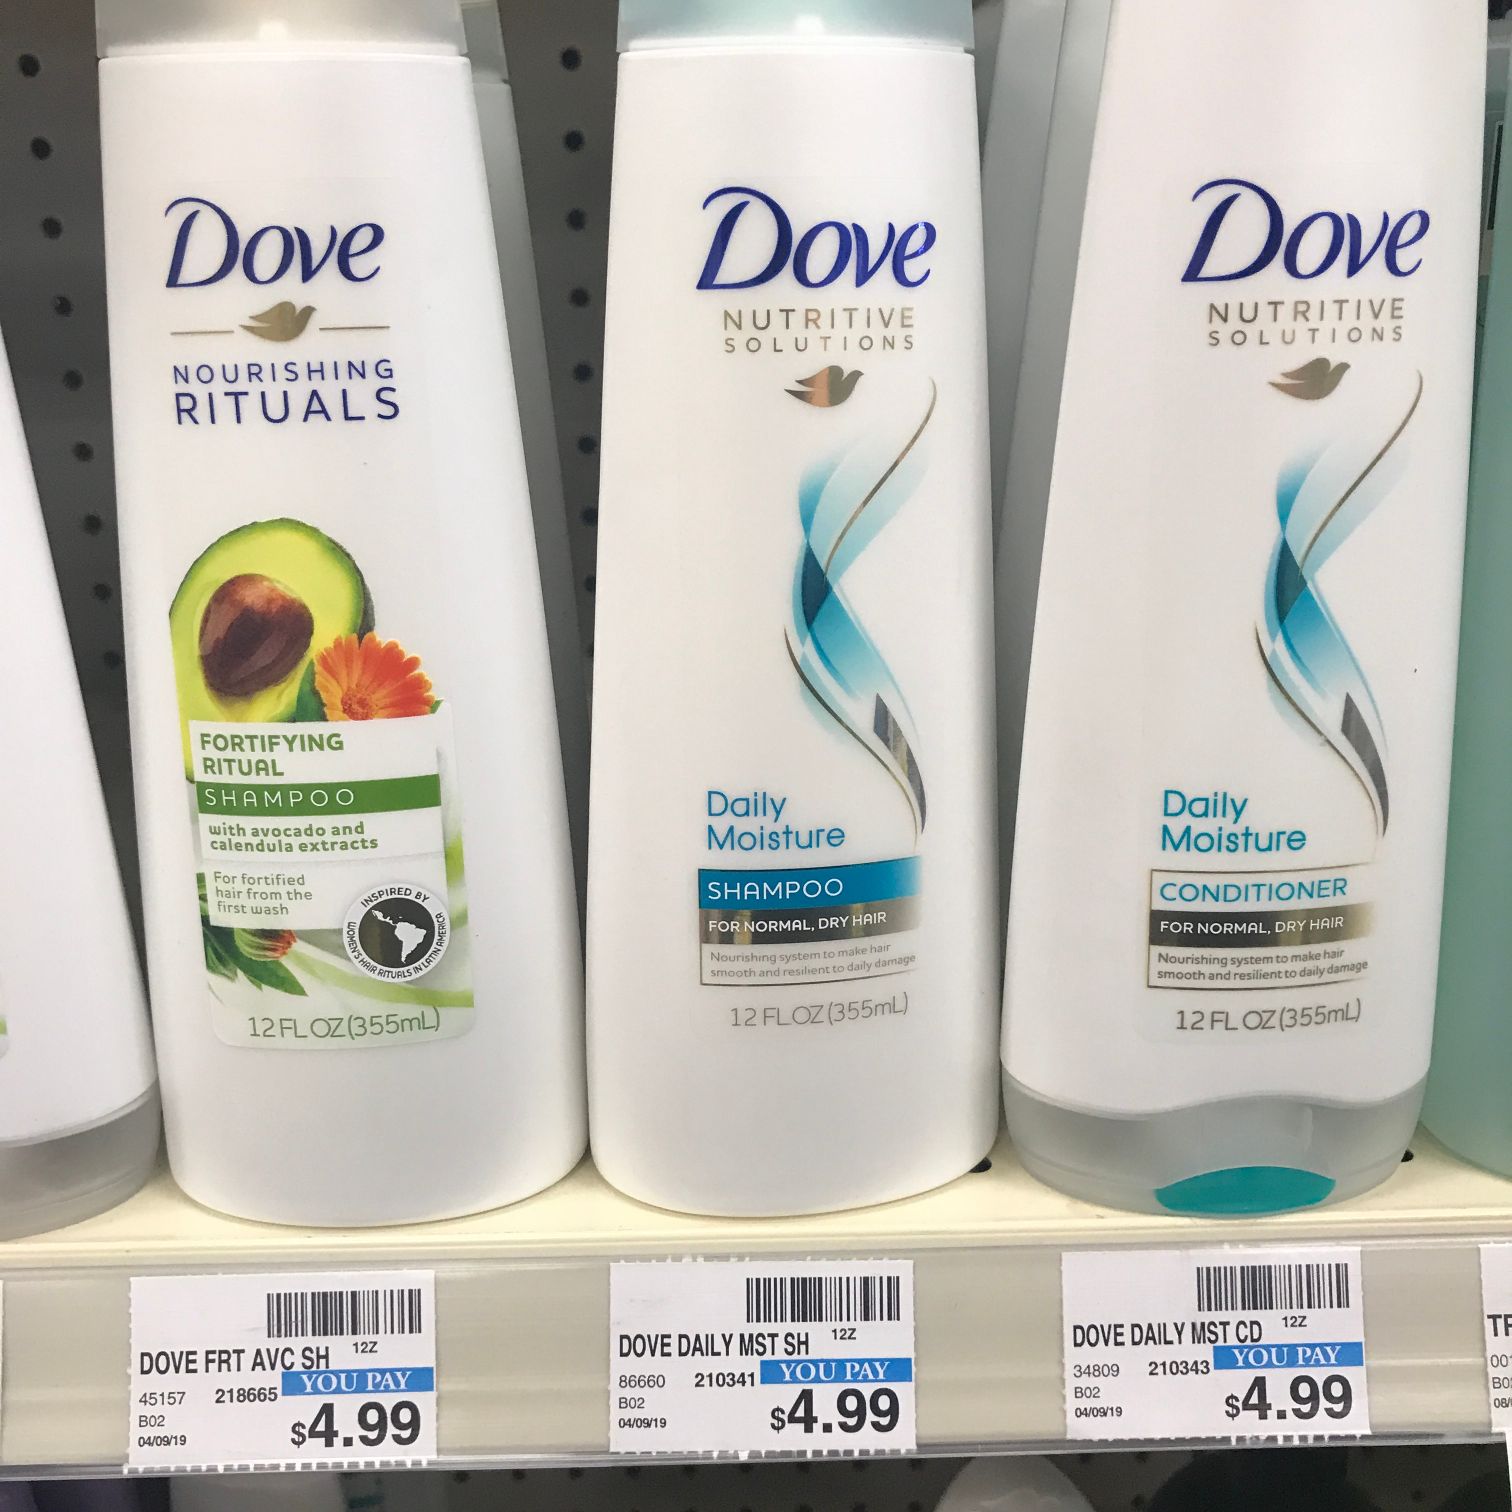 Dove
NOURISHING
RITUALS
FORTIFYING
RITUAL
SHAMPOO
with avocado and
calendula extracts
For fortified
hair from the
first wash
INSPIRED BY
WOMEN'S HAIR RITUALS IN LATIN AMERICA
12 FL OZ (355mL)
Dove
NUTRITIVE
SOLUTIONS
Daily
Moisture
SHAMPOO
FOR NORMAL, DRY HAIR
Nourishing system to make hair
smooth and resilient to daily damage
12 FL OZ (355mL)
Dove
NUTRITIVE
SOLUTIONS
Daily
Moisture
CONDITIONER
FOR NORMAL, DRY HAIR
Nourishing system to make hair
smooth and resilient to daily damage
12 FL OZ (355mL)
DOVE FRT AVC SH 12Z
45157 218665 YOU PAY
B02
04/09/19 $4.99
DOVE DAILY MST SH 12Z
86660 210341 YOU PAY
B02
04/09/19 $4.99
DOVE DAILY MST CD 12Z
34809 210343 YOU PAY
B02
04/09/19 $4.99